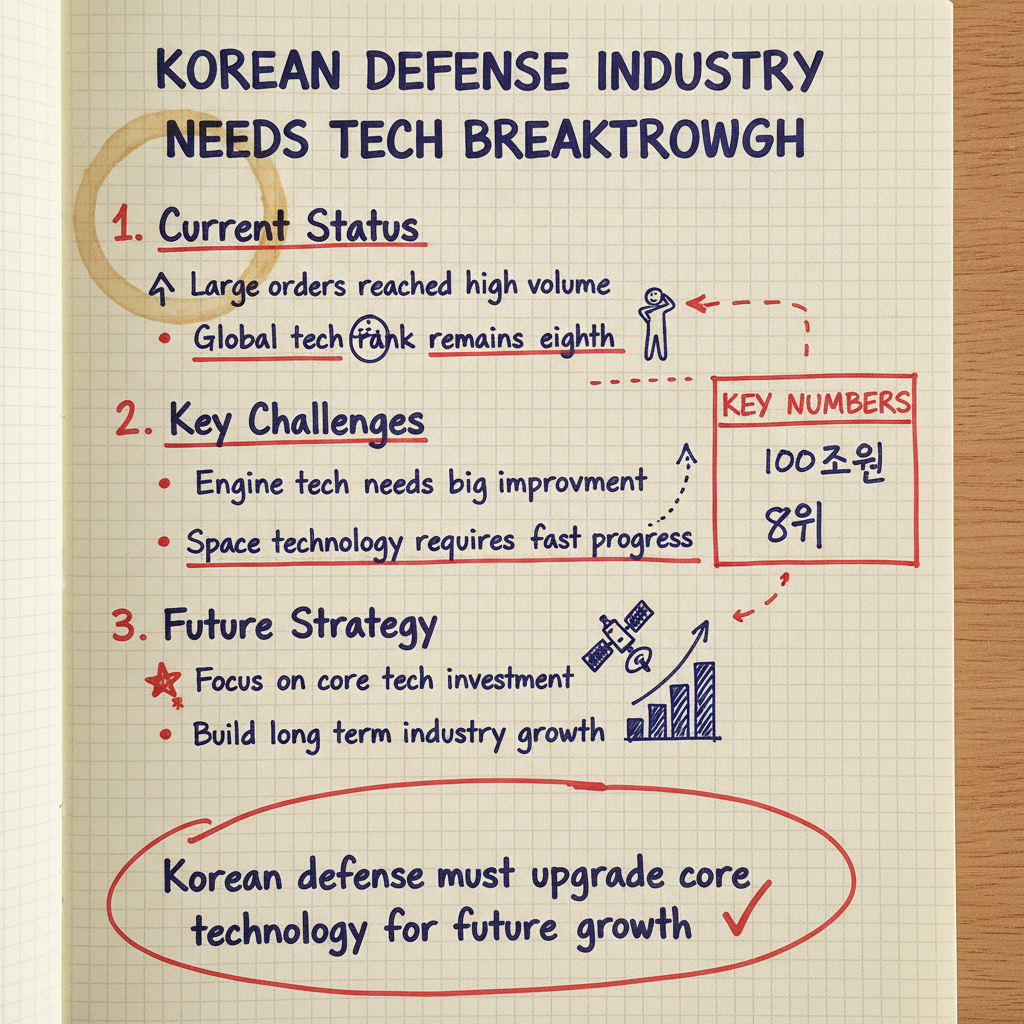 KOREAN DEFENSE INDUSTRY
NEEDS TECH BREAKTROWGH
1. Current Status
Large orders reached high volume
Global tech rank remains eighth
2. Key Challenges
Engine tech needs big improvment
Space technology requires fast progress
KEY NUMBERS
100조원
8위
3. Future Strategy
Focus on core tech investment
Build long term industry growth
Korean defense must upgrade core
technology for future growth